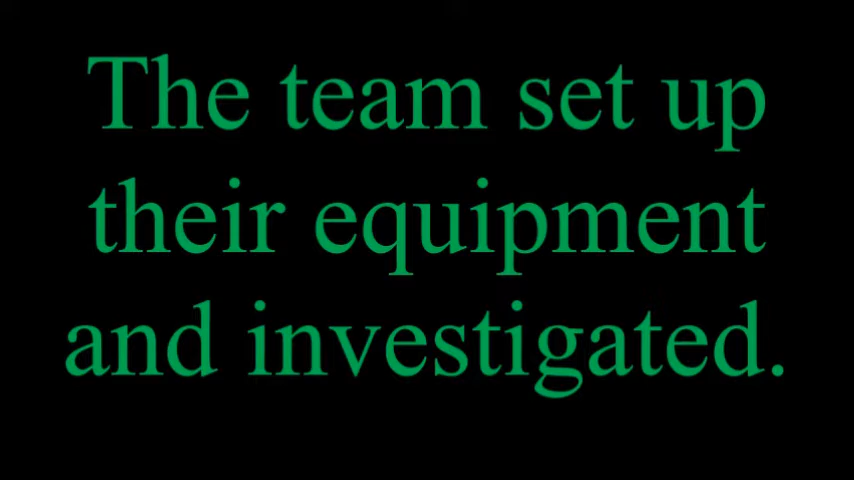 The team set up
their equipment
and investigated.